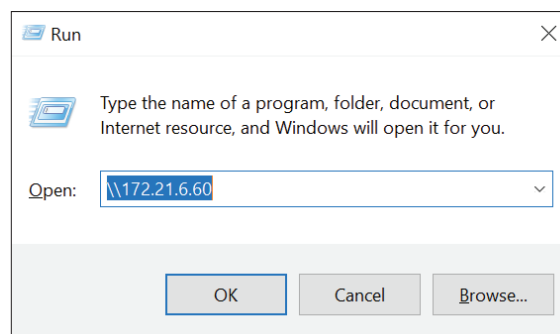 Run
Type the name of a program, folder, document, or
Internet resource, and Windows will open it for you.
Open: \\172.21.6.60
OK Cancel Browse...